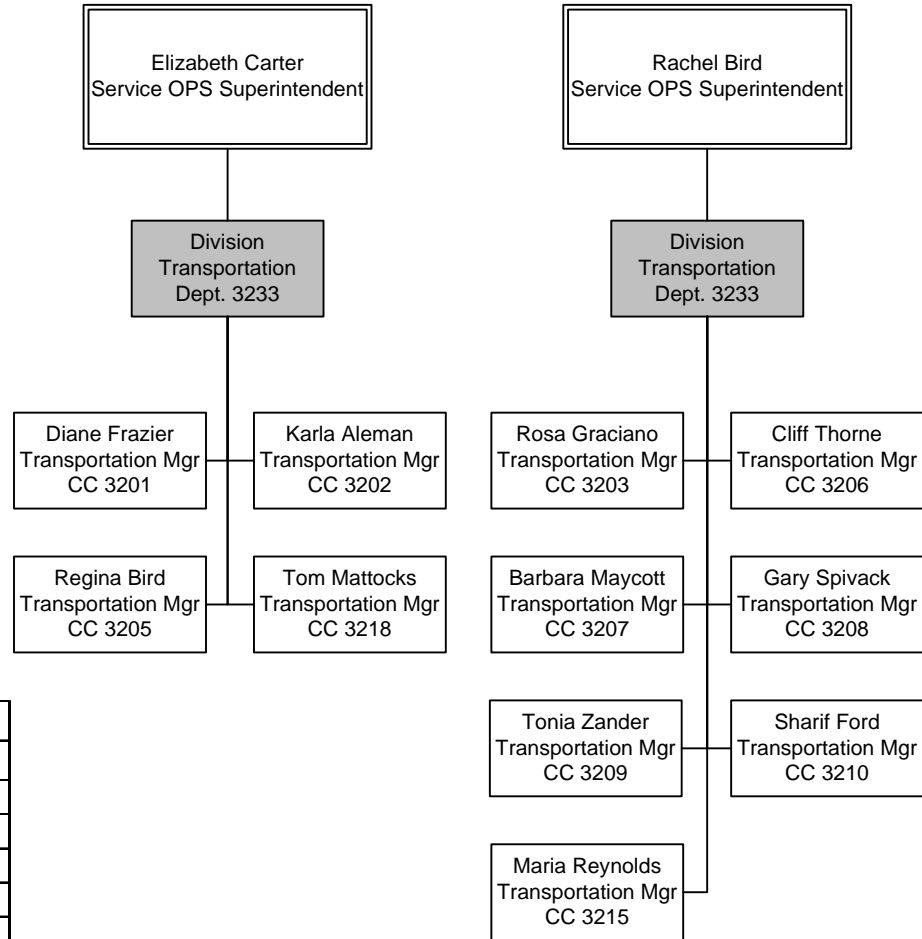 Elizabeth Carter
Service OPS Superintendent
Division
Transportation
Dept. 3233
Diane Frazier
Transportation Mgr
CC 3201
Karla Aleman
Transportation Mgr
CC 3202
Regina Bird
Transportation Mgr
CC 3205
Tom Mattocks
Transportation Mgr
CC 3218
Rachel Bird
Service OPS Superintendent
Division
Transportation
Dept. 3233
Rosa Graciano
Transportation Mgr
CC 3203
Cliff Thorne
Transportation Mgr
CC 3206
Barbara Maycott
Transportation Mgr
CC 3207
Gary Spivack
Transportation Mgr
CC 3208
Tonia Zander
Transportation Mgr
CC 3209
Sharif Ford
Transportation Mgr
CC 3210
Maria Reynolds
Transportation Mgr
CC 3215